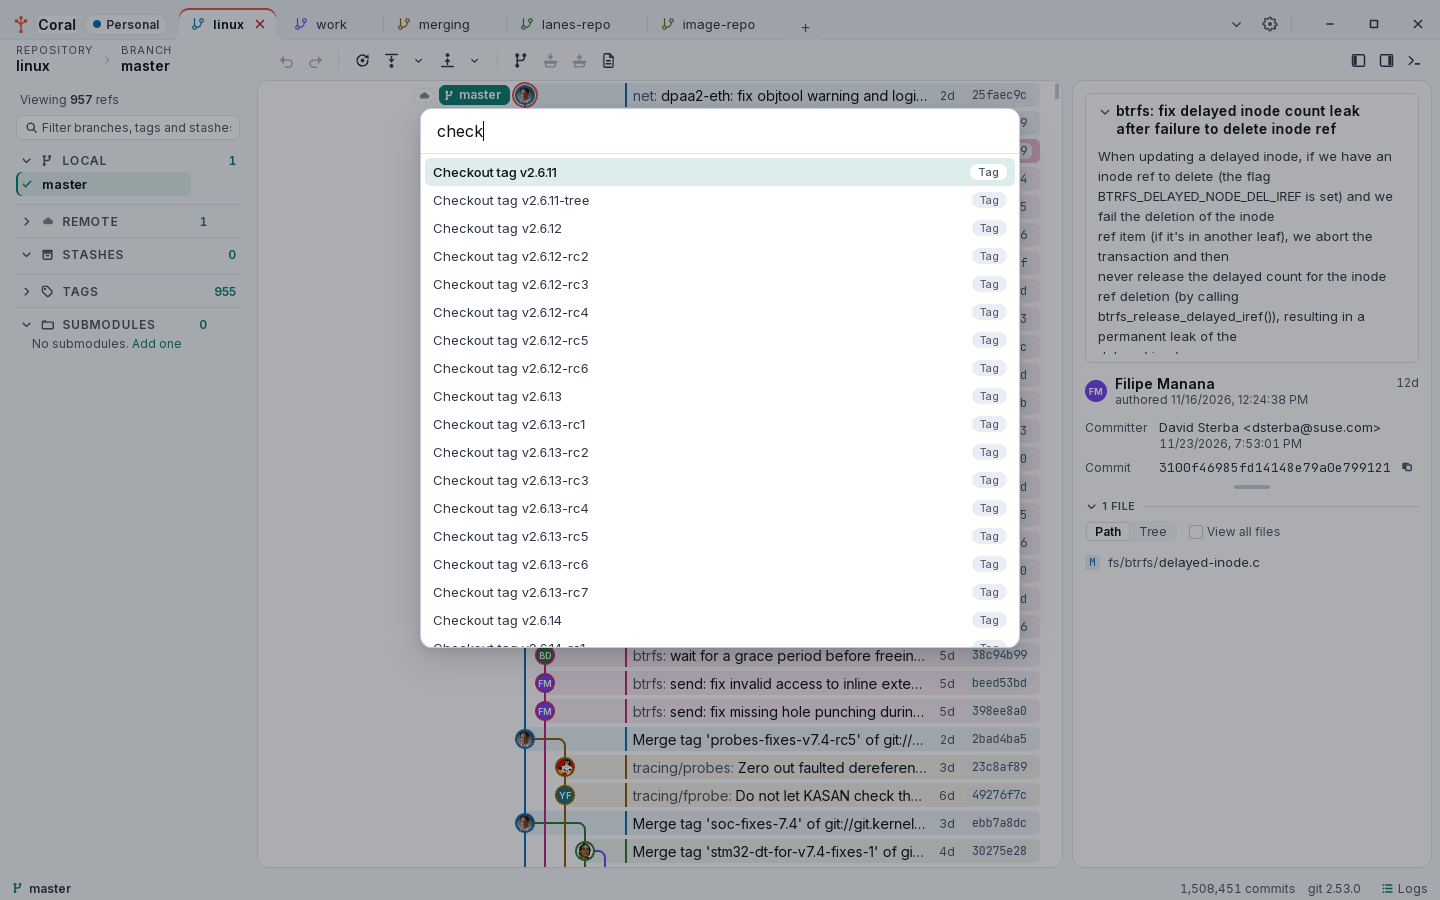 Coral
Personal
linux
work
merging
lanes-repo
image-repo
REPOSITORY
linux
BRANCH
master
Viewing 957 refs
Filter branches, tags and stashes
LOCAL 1
master
REMOTE 1
STASHES 0
TAGS 955
SUBMODULES 0
No submodules. Add one
master
net: dpaa2-eth: fix objtool warning and logi... 2d 25faec9c
check
Checkout tag v2.6.11 Tag
Checkout tag v2.6.11-tree Tag
Checkout tag v2.6.12 Tag
Checkout tag v2.6.12-rc2 Tag
Checkout tag v2.6.12-rc3 Tag
Checkout tag v2.6.12-rc4 Tag
Checkout tag v2.6.12-rc5 Tag
Checkout tag v2.6.12-rc6 Tag
Checkout tag v2.6.13 Tag
Checkout tag v2.6.13-rc1 Tag
Checkout tag v2.6.13-rc2 Tag
Checkout tag v2.6.13-rc3 Tag
Checkout tag v2.6.13-rc4 Tag
Checkout tag v2.6.13-rc5 Tag
Checkout tag v2.6.13-rc6 Tag
Checkout tag v2.6.13-rc7 Tag
Checkout tag v2.6.14 Tag
BD btrfs: wait for a grace period before freein... 5d 38c94b99
FM btrfs: send: fix invalid access to inline exte... 5d beed53bd
FM btrfs: send: fix missing hole punching durin... 5d 398ee8a0
Merge tag 'probes-fixes-v7.4-rc5' of git://... 2d 2bad4ba5
tracing/probes: Zero out faulted dereferen... 3d 23c8af89
YF tracing/fprobe: Do not let KASAN check th... 6d 49276f7c
Merge tag 'soc-fixes-7.4' of git://git.kernel... 3d ebb7a8dc
Merge tag 'stm32-dt-for-v7.4-fixes-1' of gi... 4d 30275e28
btrfs: fix delayed inode count leak
after failure to delete inode ref
When updating a delayed inode, if we have an
inode ref to delete (the flag
BTRFS_DELAYED_NODE_DEL_IREF is set) and we
fail the deletion of the inode
ref item (if it's in another leaf), we abort the
transaction and then
never release the delayed count for the inode
ref deletion (by calling
btrfs_release_delayed_iref()), resulting in a
permanent leak of the
FM Filipe Manana 12d
authored 11/16/2026, 12:24:38 PM
Committer David Sterba <dsterba@suse.com>
11/23/2026, 7:53:01 PM
Commit 3100f46985fd14148e79a0e799121
1 FILE
Path Tree View all files
M fs/btrfs/delayed-inode.c
master
1,508,451 commits git 2.53.0 Logs